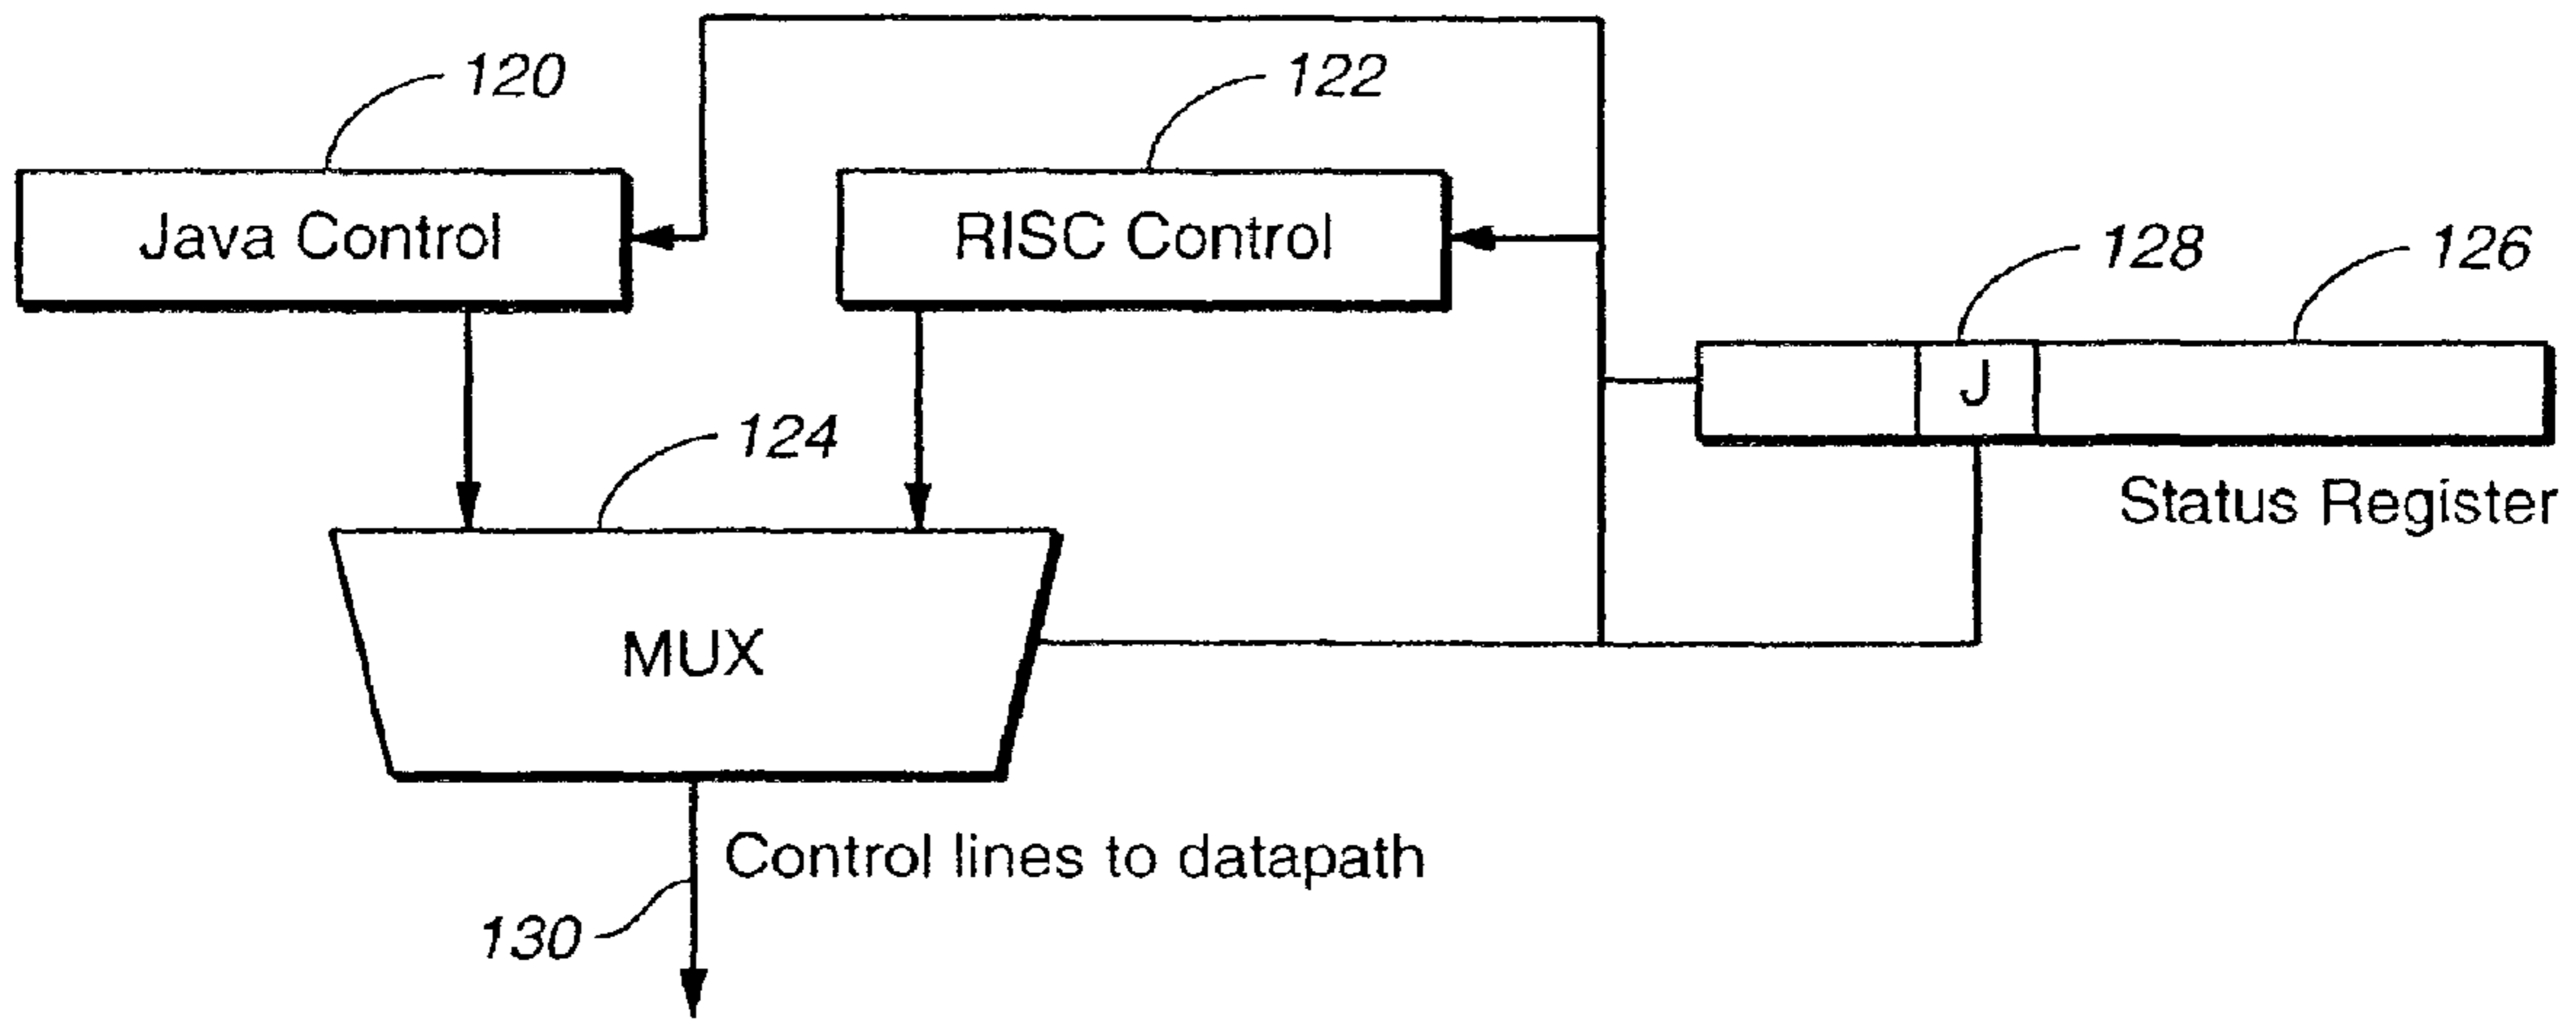 120
122
Java Control
RISC Control
128
126
J
124
Status Register
MUX
Control lines to datapath
130